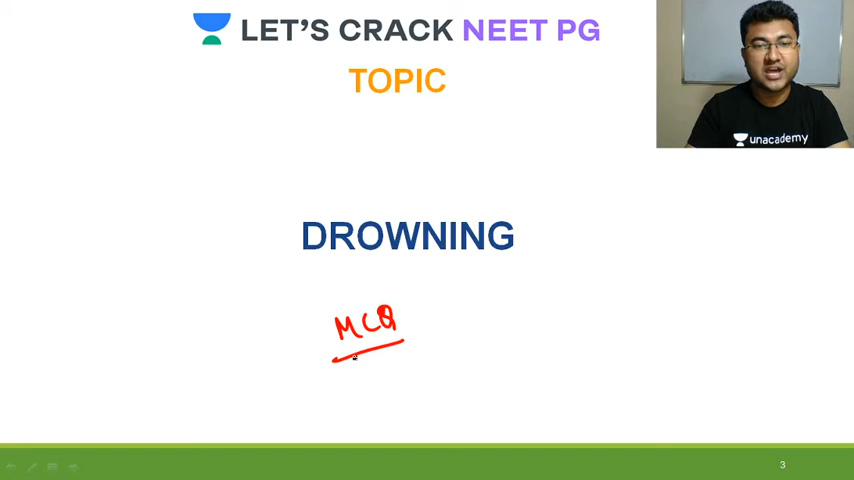 LET'S CRACK NEET PG
TOPIC
unacademy
DROWNING
MCQ
3